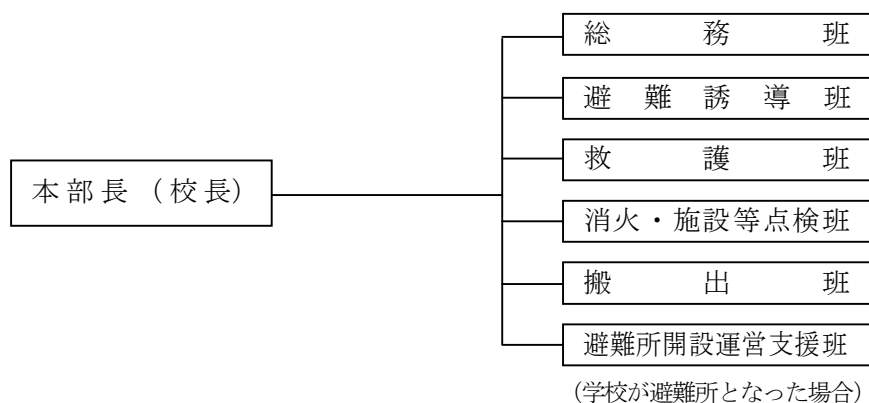 総務班
避難誘導班
救護班
本部長（校長）
消火・施設等点検班
搬出班
避難所開設運営支援班
（学校が避難所となった場合）